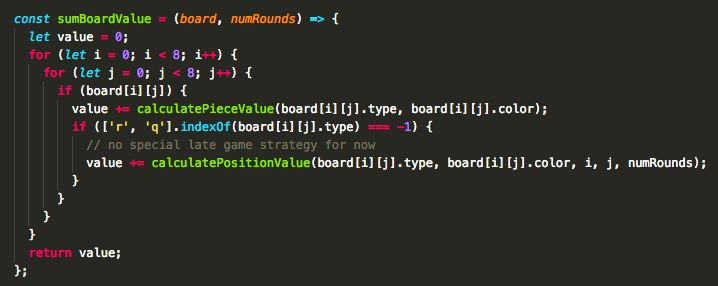 const sumBoardValue = (board, numRounds) => {
  let value = 0;
  for (let i = 0; i < 8; i++) {
    for (let j = 0; j < 8; j++) {
      if (board[i][j]) {
        value += calculatePieceValue(board[i][j].type, board[i][j].color);
        if (['r', 'q'].indexOf(board[i][j].type) === -1) {
          // no special late game strategy for now
          value += calculatePositionValue(board[i][j].type, board[i][j].color, i, j, numRounds);
        }
      }
    }
  }
  return value;
};